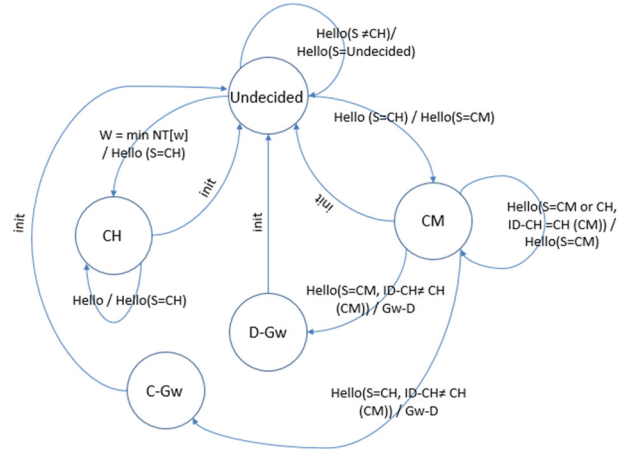 Hello(S ≠CH)/
Hello(S=Undecided)
Undecided
W = min NT[w]
/ Hello (S=CH)
Hello (S=CH) / Hello(S=CM)
init
init
init
init
CH
CM
Hello(S=CM or CH,
ID-CH =CH (CM)) /
Hello(S=CM)
Hello / Hello(S=CH)
Hello(S=CM, ID-CH≠ CH
(CM)) / Gw-D
D-Gw
C-Gw
Hello(S=CH, ID-CH≠ CH
(CM)) / Gw-D